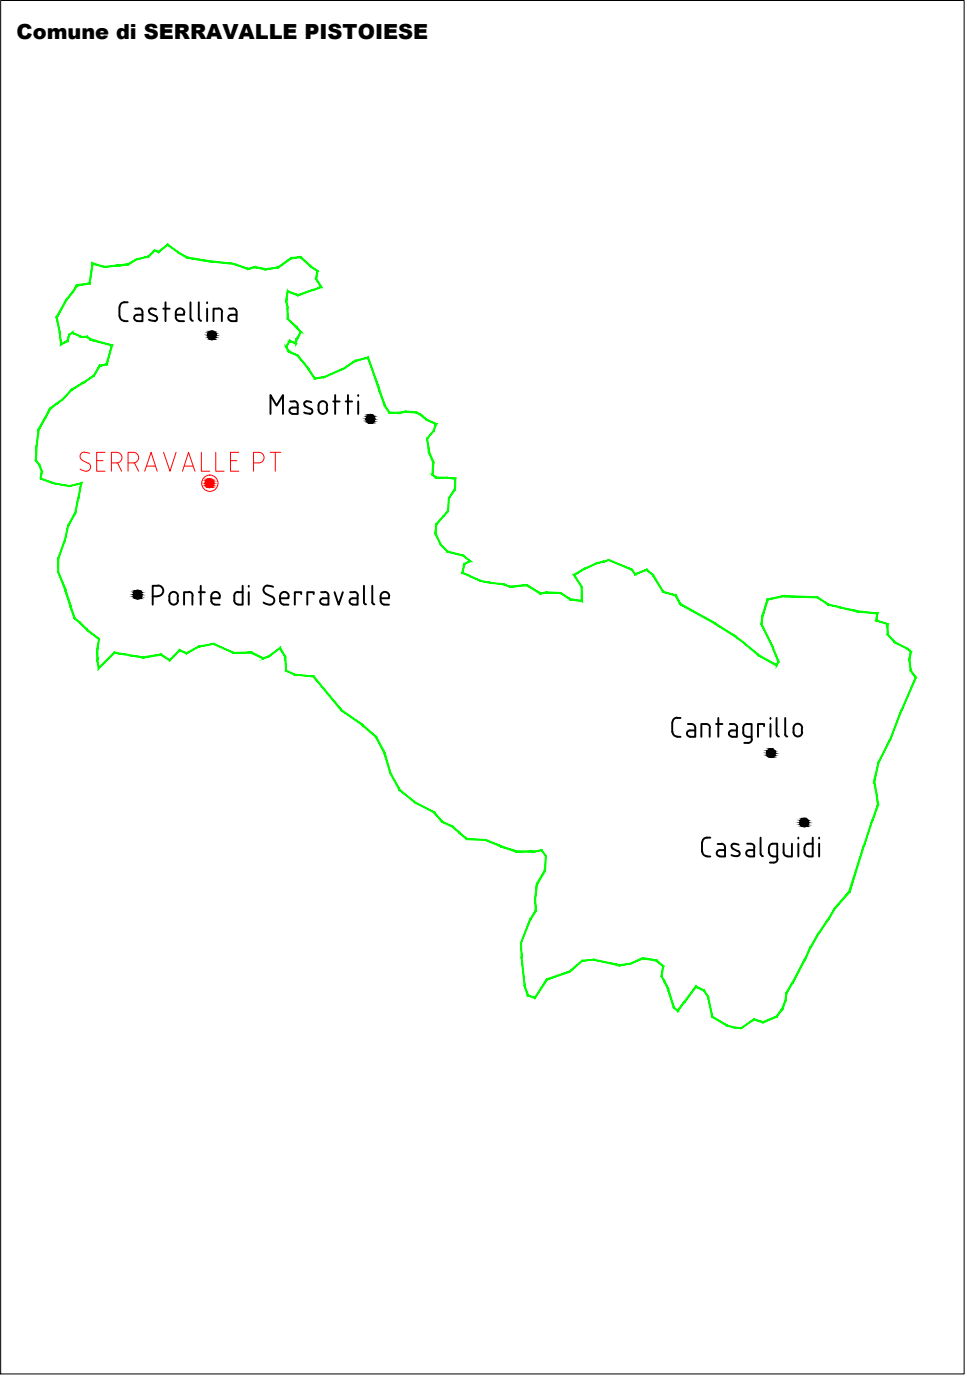 Comune di SERRAVALLE PISTOIESE
Castellina
Masotti
SERRAVALLE PT
Ponte di Serravalle
Cantagrillo
Casalguidi